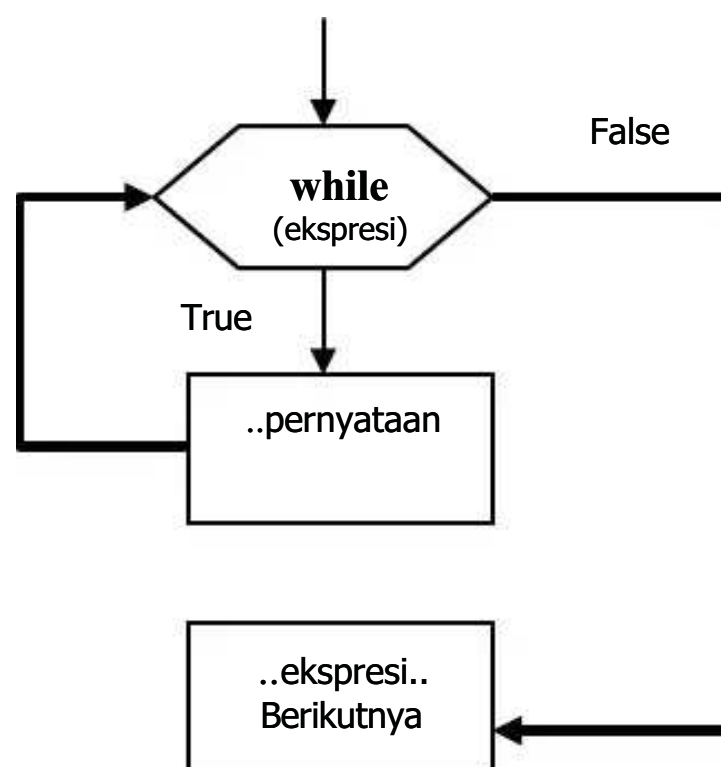 False
while
(ekspresi)
True
..pernyataan
..ekspresi..
Berikutnya